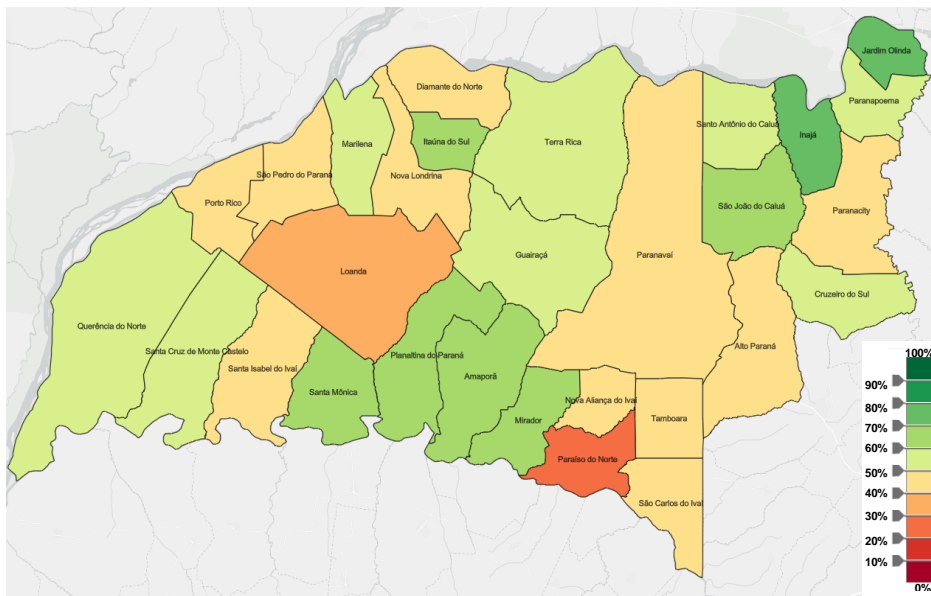 Jardim Olinda
Diamante do Norte
Paranapoema
Santo Antônio do Caiuá
Inajá
Itaúna do Sul
Terra Rica
Marilena
São Pedro do Paraná
Nova Londrina
Porto Rico
São João do Caiuá
Paranacity
Guairaçá
Paranavaí
Loanda
Cruzeiro do Sul
Querência do Norte
Santa Cruz de Monte Castelo
Planaltina do Paraná
Alto Paraná
Santa Isabel do Ivaí
Amaporã
Santa Mônica
Nova Aliança do Ivaí
Mirador
Tamboara
Paraíso do Norte
São Carlos do Ivaí
100%
90%
80%
70%
60%
50%
40%
30%
20%
10%
0%